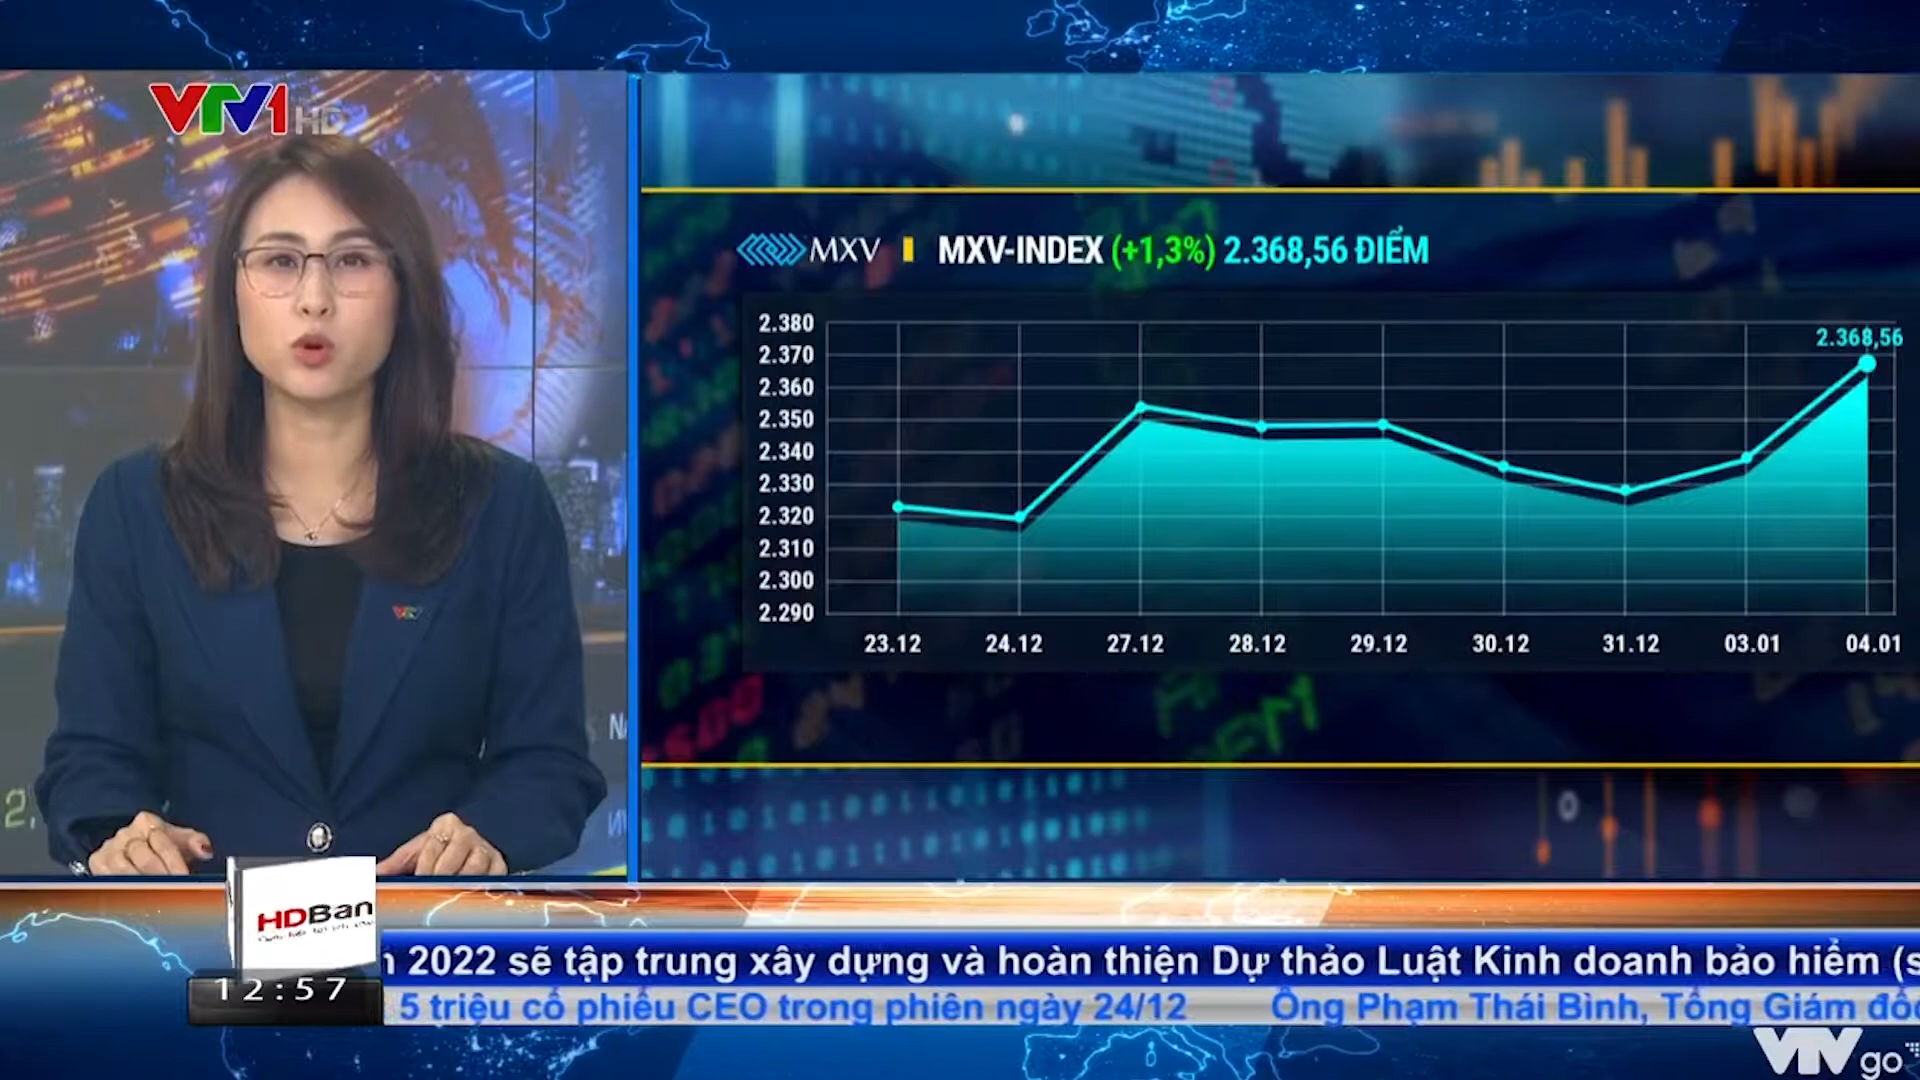 VTV1 HD
MXV MXV-INDEX (+1,3%) 2.368,56 ĐIỂM
2.380
2.370
2.360
2.350
2.340
2.330
2.320
2.310
2.300
2.290
2.368,56
23.12 24.12 27.12 28.12 29.12 30.12 31.12 03.01 04.01
HDBan
2022 sẽ tập trung xây dựng và hoàn thiện Dự thảo Luật Kinh doanh bảo hiểm (s
12:57
5 triệu cổ phiếu CEO trong phiên ngày 24/12 Ông Phạm Thái Bình, Tổng Giám đốc
VTV go